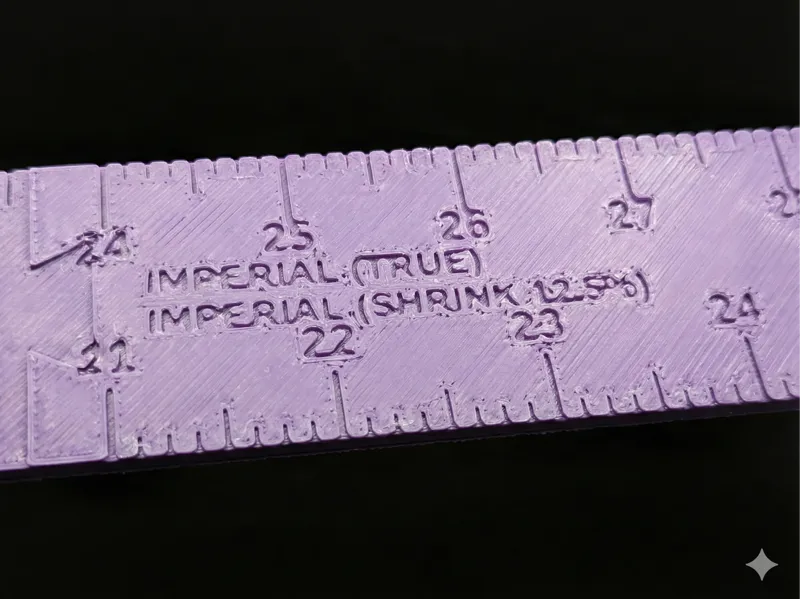 24 25 26 27
IMPERIAL (TRUE)
IMPERIAL (SHRINK 12.5%)
21 22 23 24